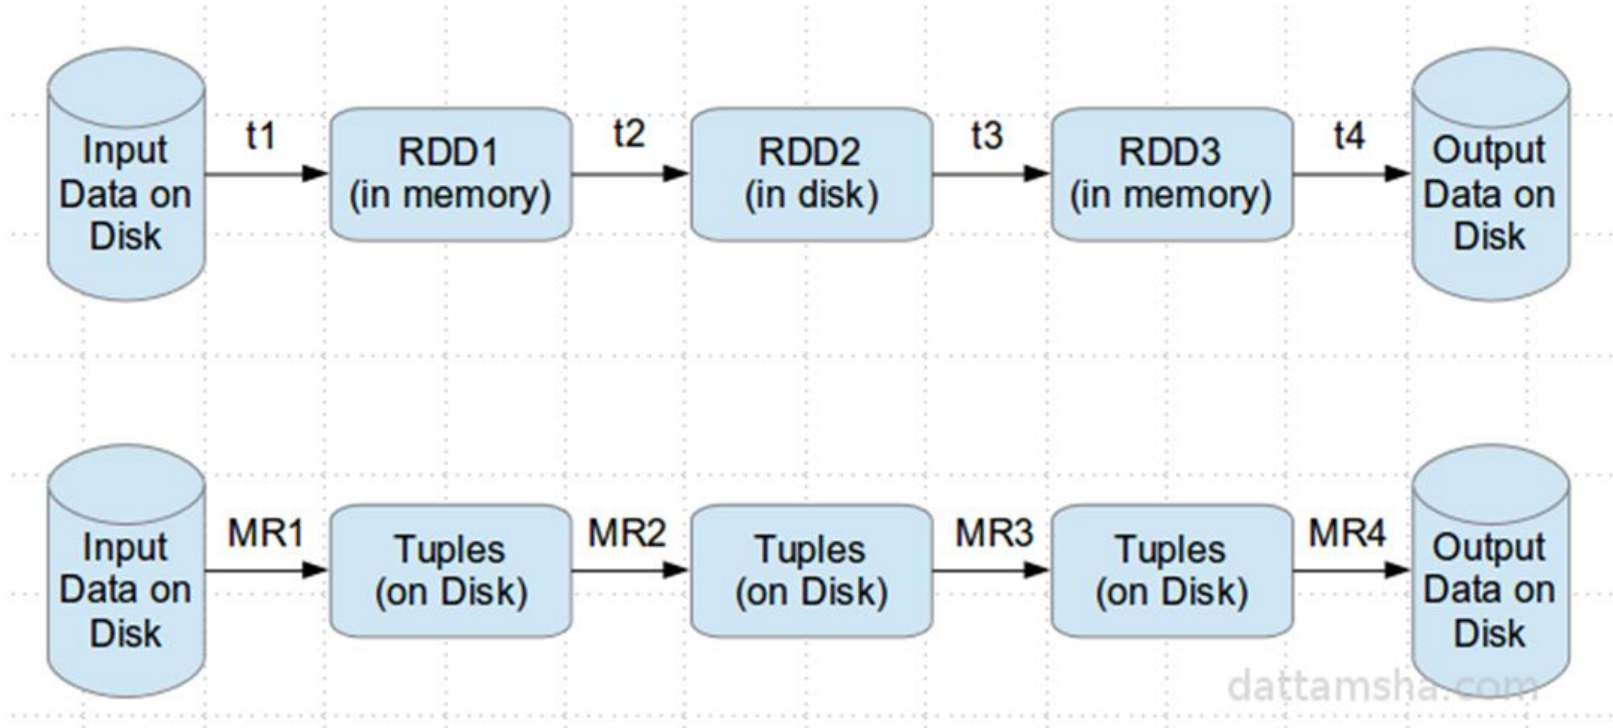 t1
t2
t3
t4
Input
Data on
Disk
RDD1
(in memory)
RDD2
(in disk)
RDD3
(in memory)
Output
Data on
Disk
MR1
MR2
MR3
MR4
Input
Data on
Disk
Tuples
(on Disk)
Tuples
(on Disk)
Tuples
(on Disk)
Output
Data on
Disk
dattamsha.com